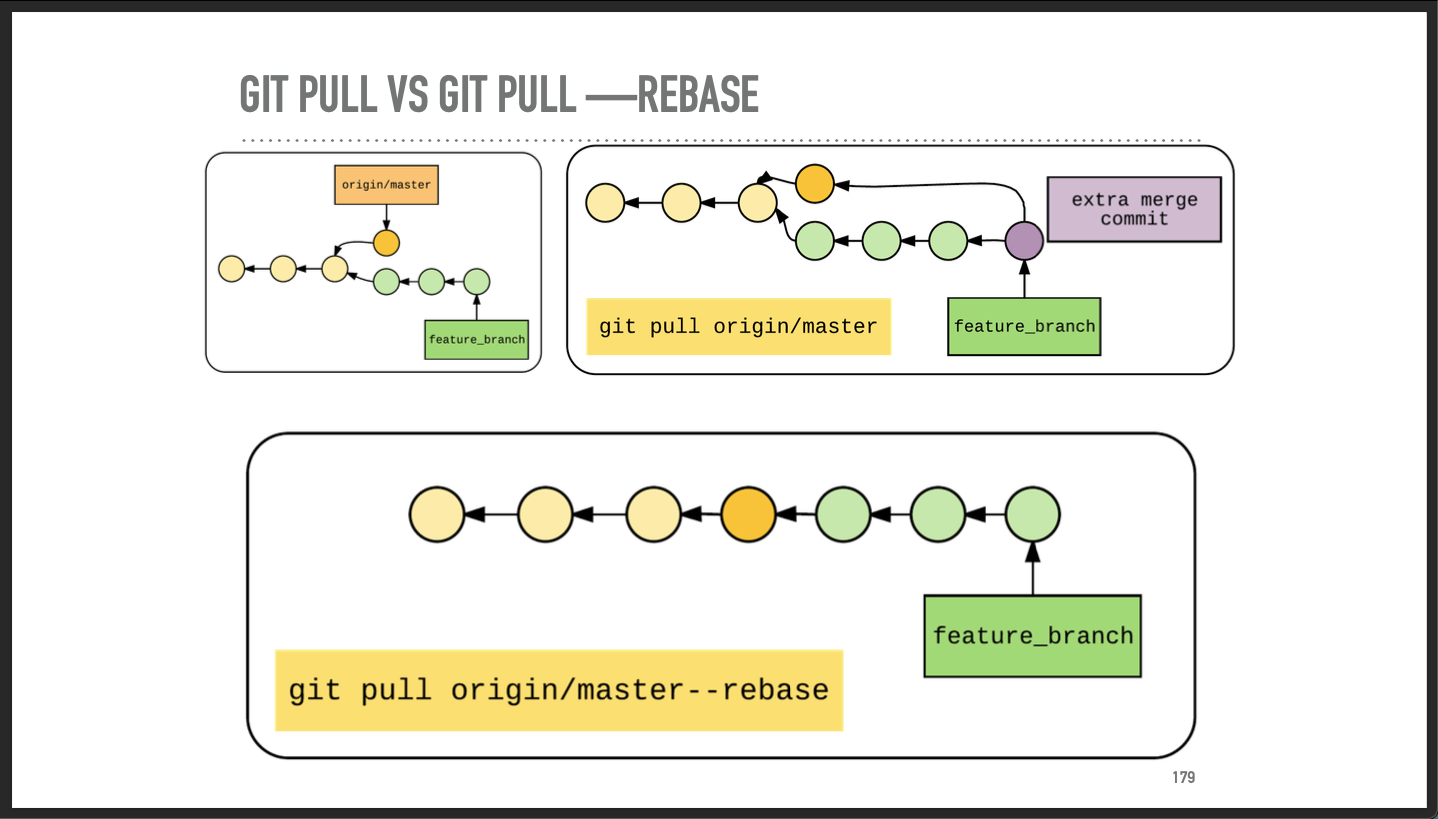 GIT PULL VS GIT PULL —REBASE
origin/master
feature_branch
extra merge
commit
git pull origin/master
feature_branch
feature_branch
git pull origin/master--rebase
179